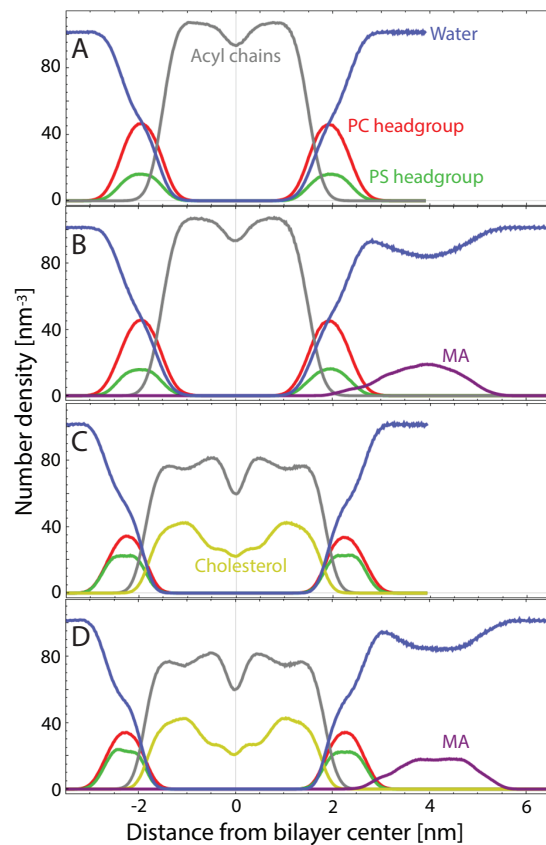 A
Acyl chains
Water
PC headgroup
PS headgroup
80
40
0
B
MA
80
40
0
C
Cholesterol
80
40
0
D
MA
80
40
0
-2 0 2 4 6
Number density [nm-3]
Distance from bilayer center [nm]